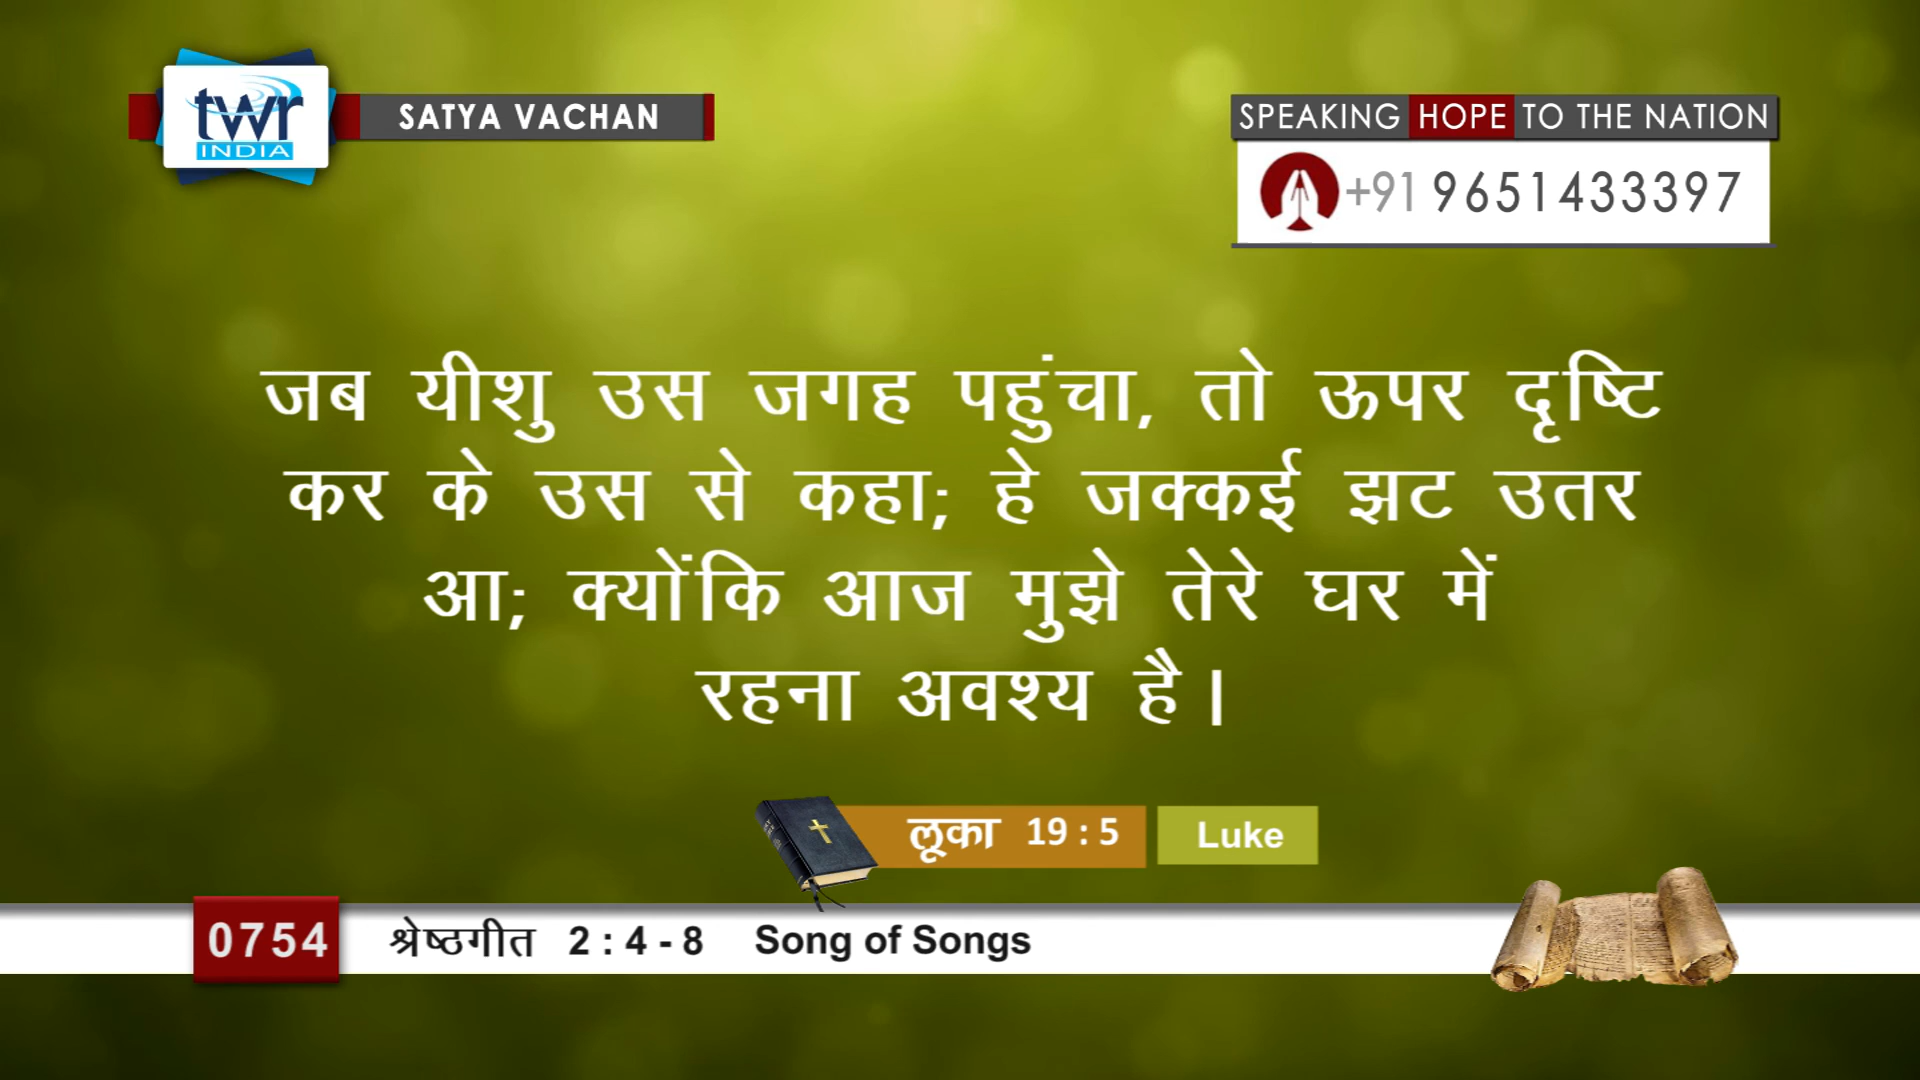 twr
INDIA
SATYA VACHAN
SPEAKING HOPE TO THE NATION
+91 9651433397
जब यीशु उस जगह पहुंचा, तो ऊपर दृष्टि
कर के उस से कहा; हे जक्कई झट उतर
आ; क्योंकि आज मुझे तेरे घर में
रहना अवश्य है।
लूका 19 : 5 Luke
0754 श्रेष्ठगीत 2 : 4 - 8 Song of Songs